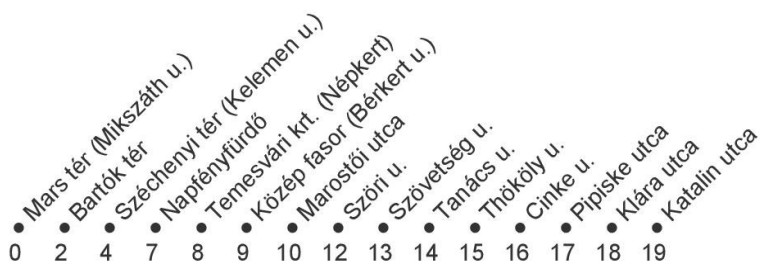 Mars tér (Mikszáth u.)
Bartók tér
Széchenyi tér (Kelemen u.)
Napfényfürdő
Temesvári krt. (Népkert)
Közép fasor (Bérkert u.)
Marostői utca
Szöri u.
Szövetség u.
Tanács u.
Thököly u.
Cinke u.
Pipiske utca
Klára utca
Katalin utca
0 2 4 7 8 9 10 12 13 14 15 16 17 18 19